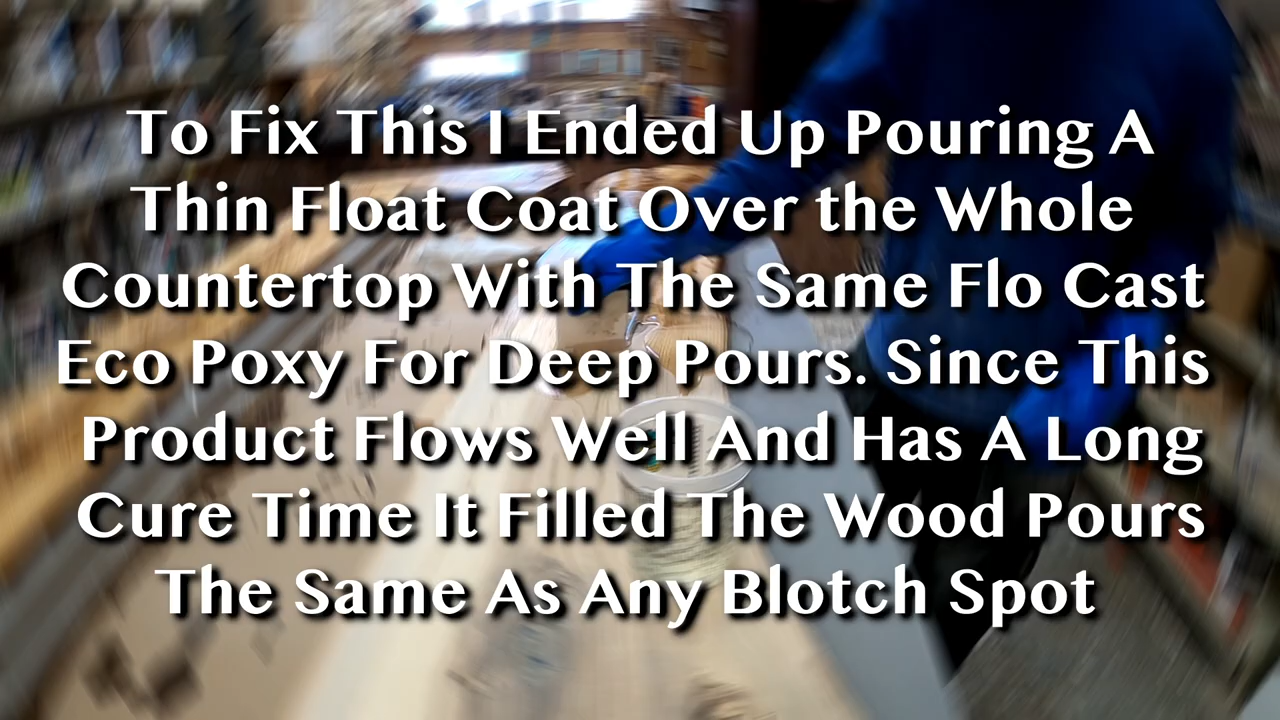 To Fix This I Ended Up Pouring A
Thin Float Coat Over the Whole
Countertop With The Same Flo Cast
Eco Poxy For Deep Pours. Since This
Product Flows Well And Has A Long
Cure Time It Filled The Wood Pours
The Same As Any Blotch Spot